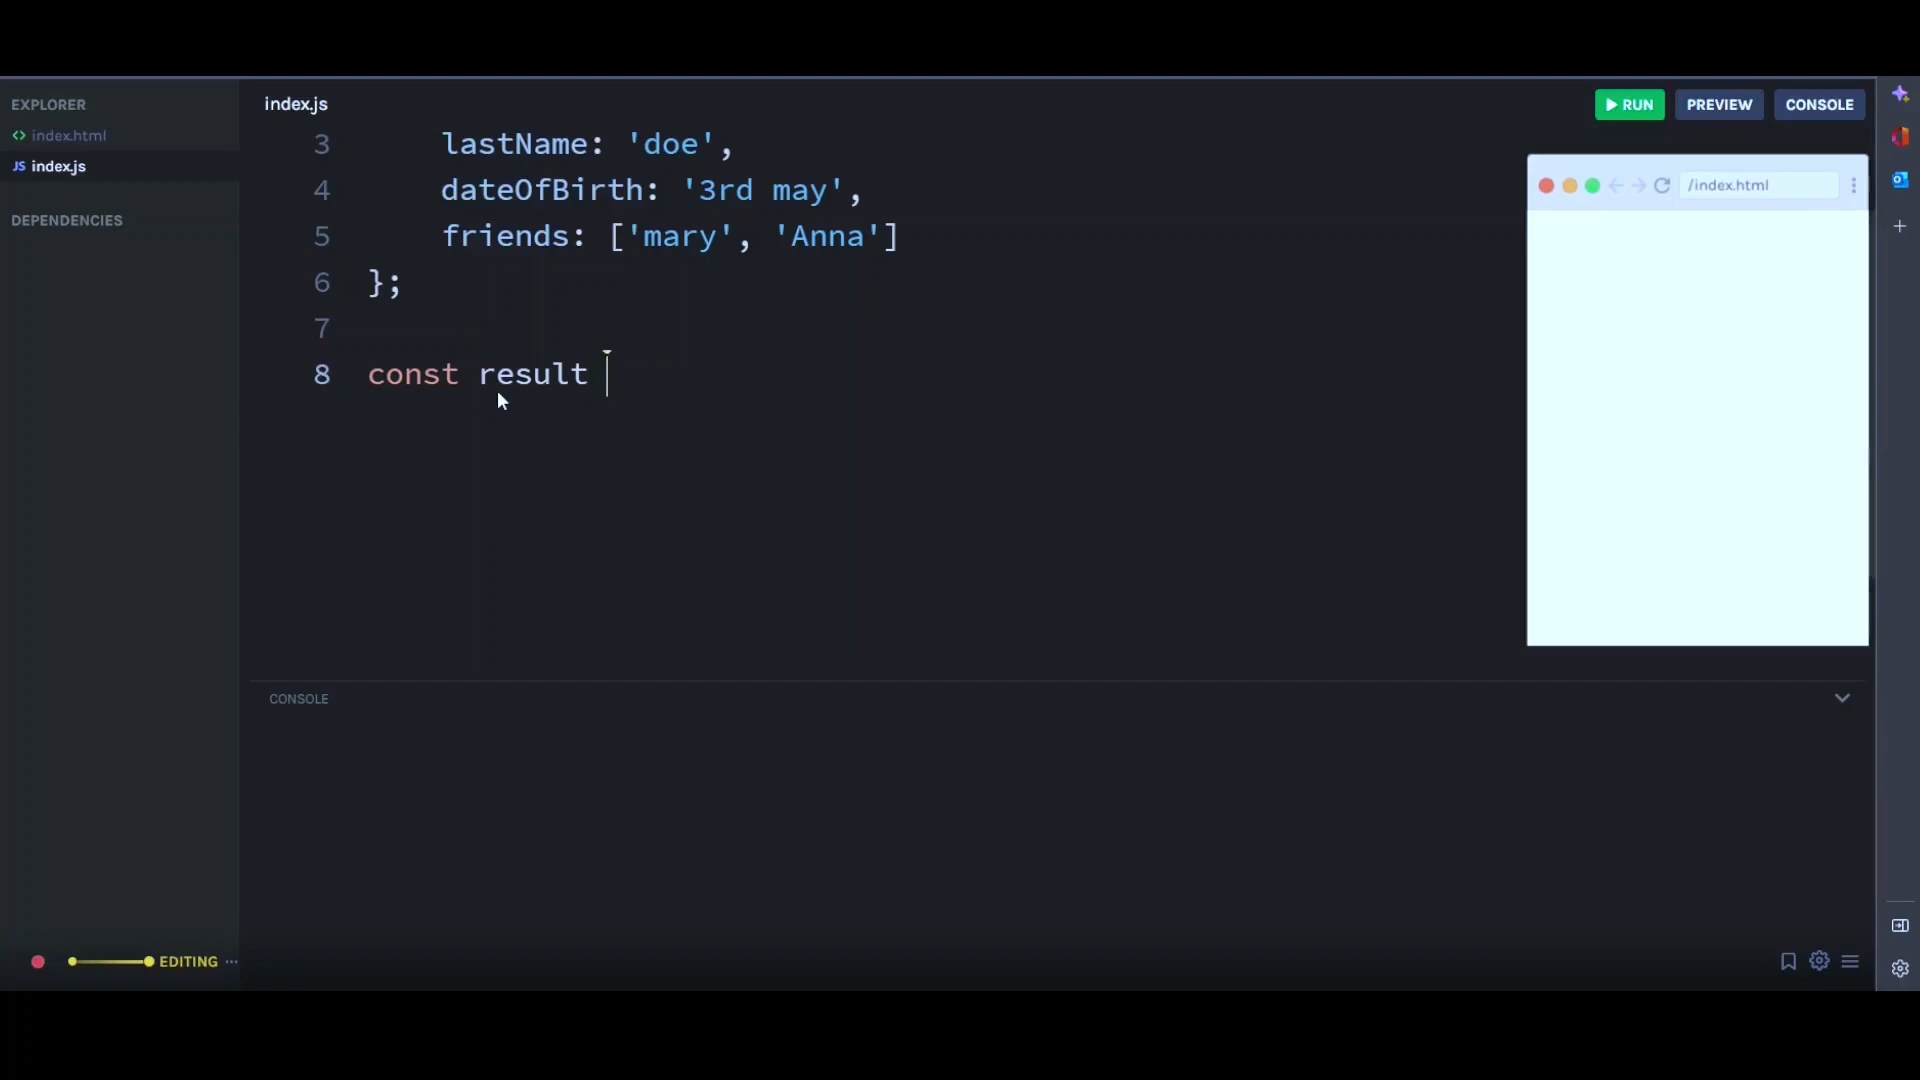 EXPLORER
index.html
JS index.js
DEPENDENCIES
index.js
RUN
PREVIEW
CONSOLE
3 lastName: 'doe',
4 dateOfBirth: '3rd may',
5 friends: ['mary', 'Anna']
6 };
7
8 const result
/index.html
CONSOLE
EDITING ...